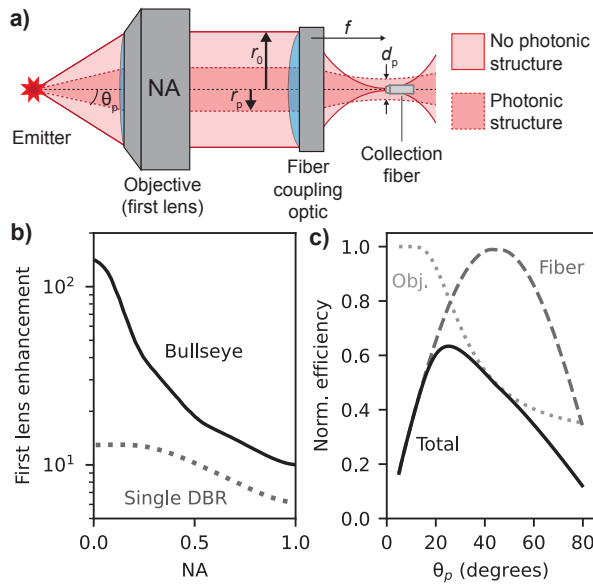 a)
r₀
f
dₚ
No photonic
structure
NA
θₚ
rₚ
Photonic
structure
Emitter
Objective
(first lens)
Fiber
coupling
optic
Collection
fiber
b)
First lens enhancement
10²
10¹
Bullseye
Single DBR
0.0
0.5
1.0
NA
c)
Norm. efficiency
1.0
0.8
0.6
0.4
0.2
0.0
Obj.
Fiber
Total
0
20
40
60
80
θₚ (degrees)